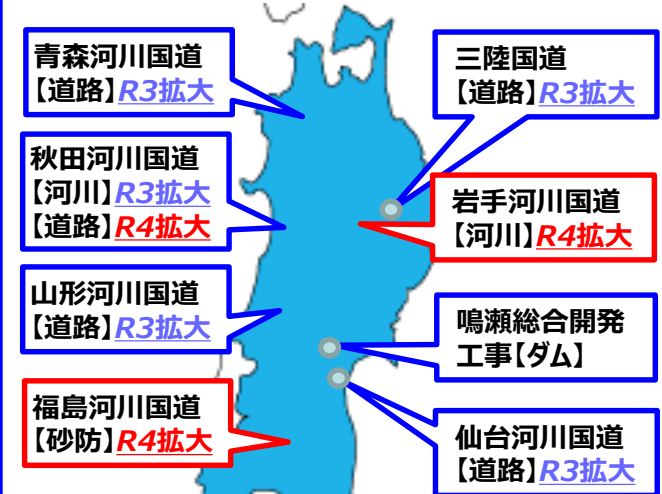 青森河川国道
【道路】R3拡大
秋田河川国道
【河川】R3拡大
【道路】R4拡大
山形河川国道
【道路】R3拡大
福島河川国道
【砂防】R4拡大
三陸国道
【道路】R3拡大
岩手河川国道
【河川】R4拡大
鳴瀬総合開発
工事【ダム】
仙台河川国道
【道路】R3拡大